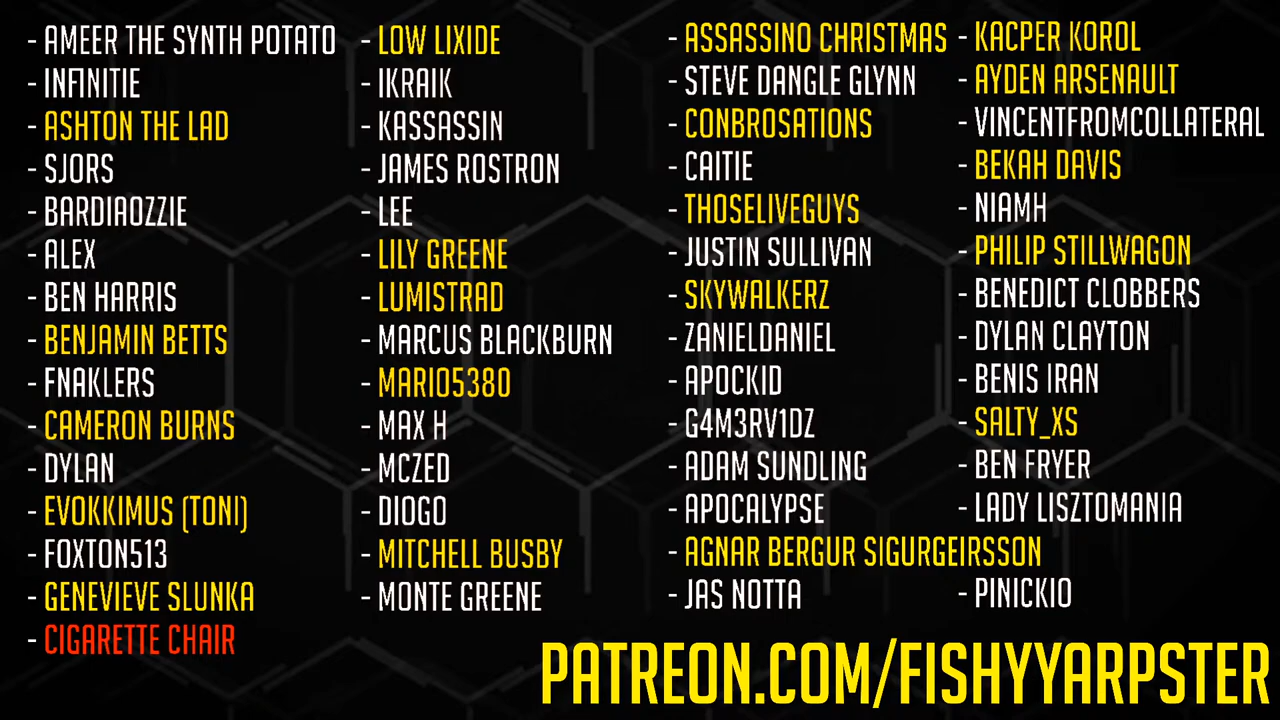 - AMEER THE SYNTH POTATO
- INFINITIE
- ASHTON THE LAD
- SJORS
- BARDIAOZZIE
- ALEX
- BEN HARRIS
- BENJAMIN BETTS
- FNAKLERS
- CAMERON BURNS
- DYLAN
- EVOKKIMUS (TONI)
- FOXTON513
- GENEVIEVE SLUNKA
- CIGARETTE CHAIR
- LOW LIXIDE
- IKRAIK
- KASSASSIN
- JAMES ROSTRON
- LEE
- LILY GREENE
- LUMISTRAD
- MARCUS BLACKBURN
- MARIO5380
- MAX H
- MCZED
- DIOGO
- MITCHELL BUSBY
- MONTE GREENE
- ASSASSINO CHRISTMAS
- STEVE DANGLE GLYNN
- CONBROSATIONS
- CAITIE
- THOSELIVEGUYS
- JUSTIN SULLIVAN
- SKYWALKERZ
- ZANIELDANIEL
- APOCKID
- G4M3RV1DZ
- ADAM SUNDLING
- APOCALYPSE
- AGNAR BERGUR SIGURGEIRSSON
- JAS NOTTA
- KACPER KOROL
- AYDEN ARSENAULT
- VINCENTFROMCOLLATERAL
- BEKAH DAVIS
- NIAMH
- PHILIP STILLWAGON
- BENEDICT CLOBBERS
- DYLAN CLAYTON
- BENIS IRAN
- SALTY_XS
- BEN FRYER
- LADY LISZTOMANIA
- PINICKIO
PATREON.COM/FISHYYARPSTER